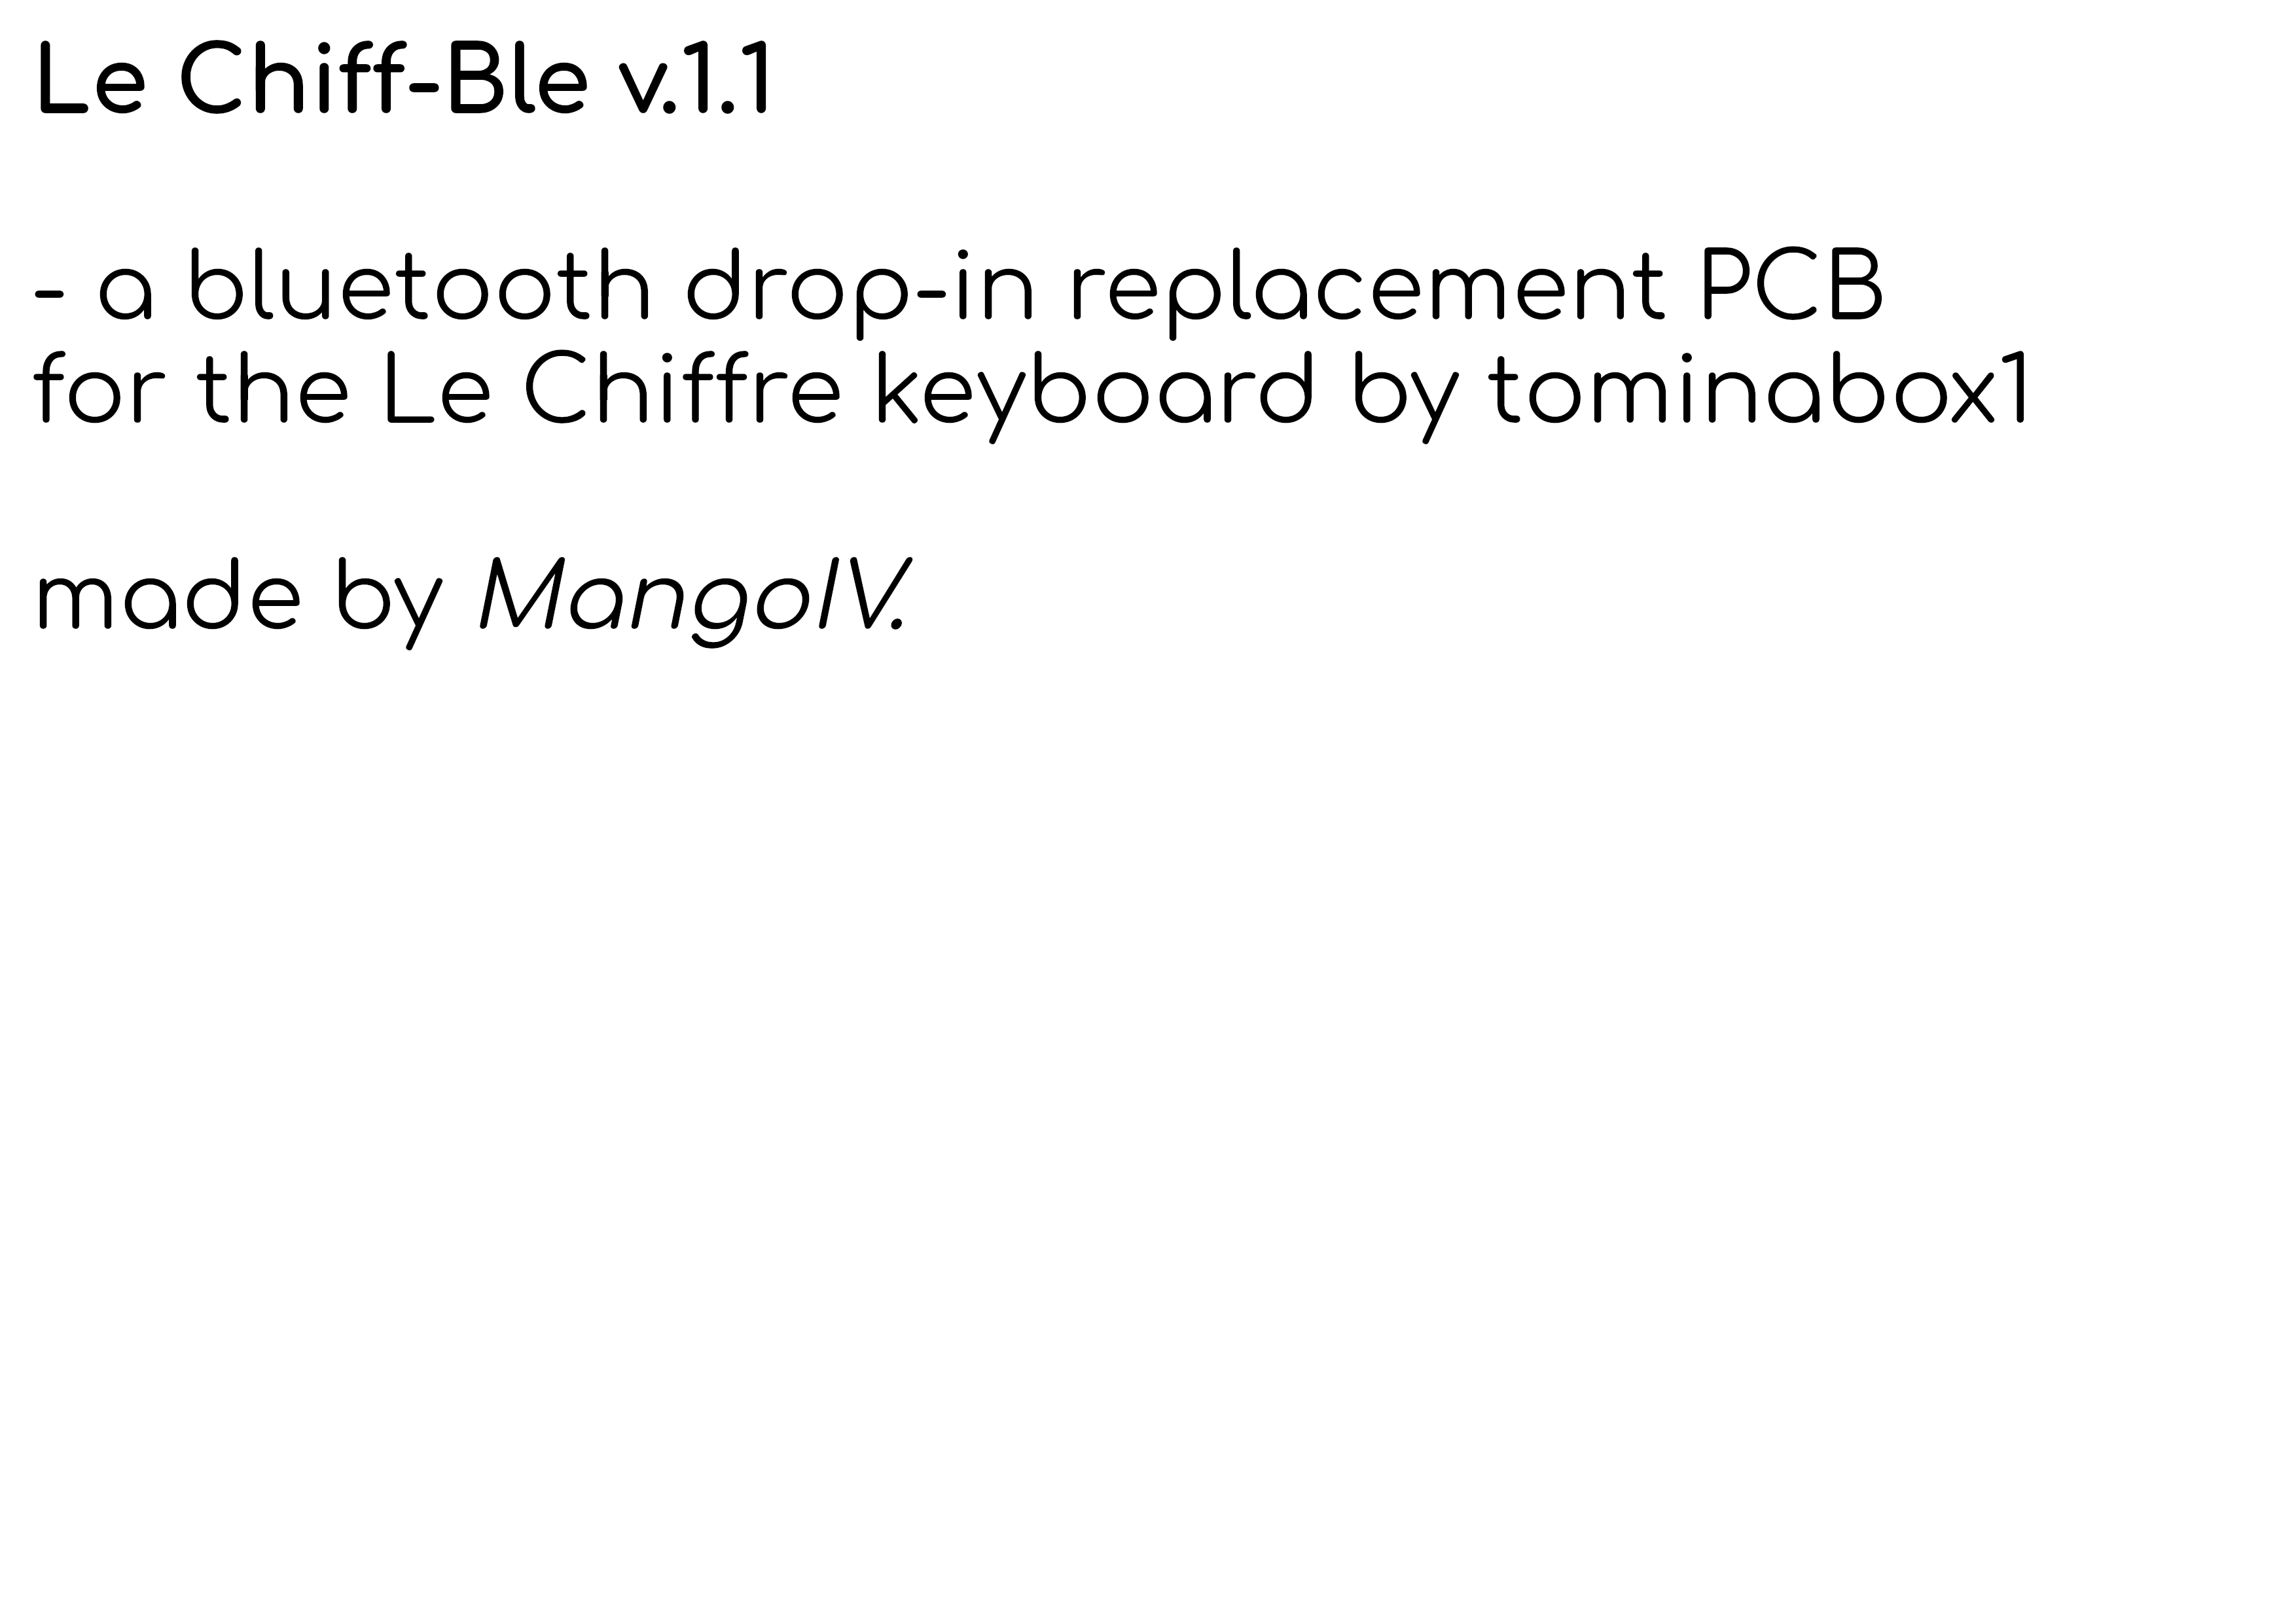 Le Chiff-Ble v.1.1
- a bluetooth drop-in replacement PCB
for the Le Chiffre keyboard by tominabox1
made by MangoIV.